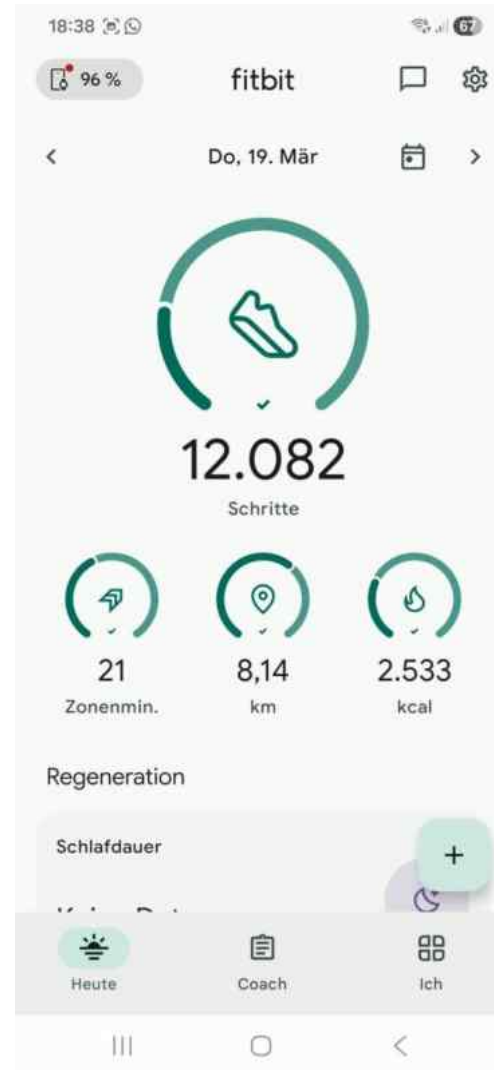 18:38
67
96 %
fitbit
Do, 19. Mär
12.082
Schritte
21
8,14
2.533
Zonenmin.
km
kcal
Regeneration
Schlafdauer
+
Heute
Coach
Ich